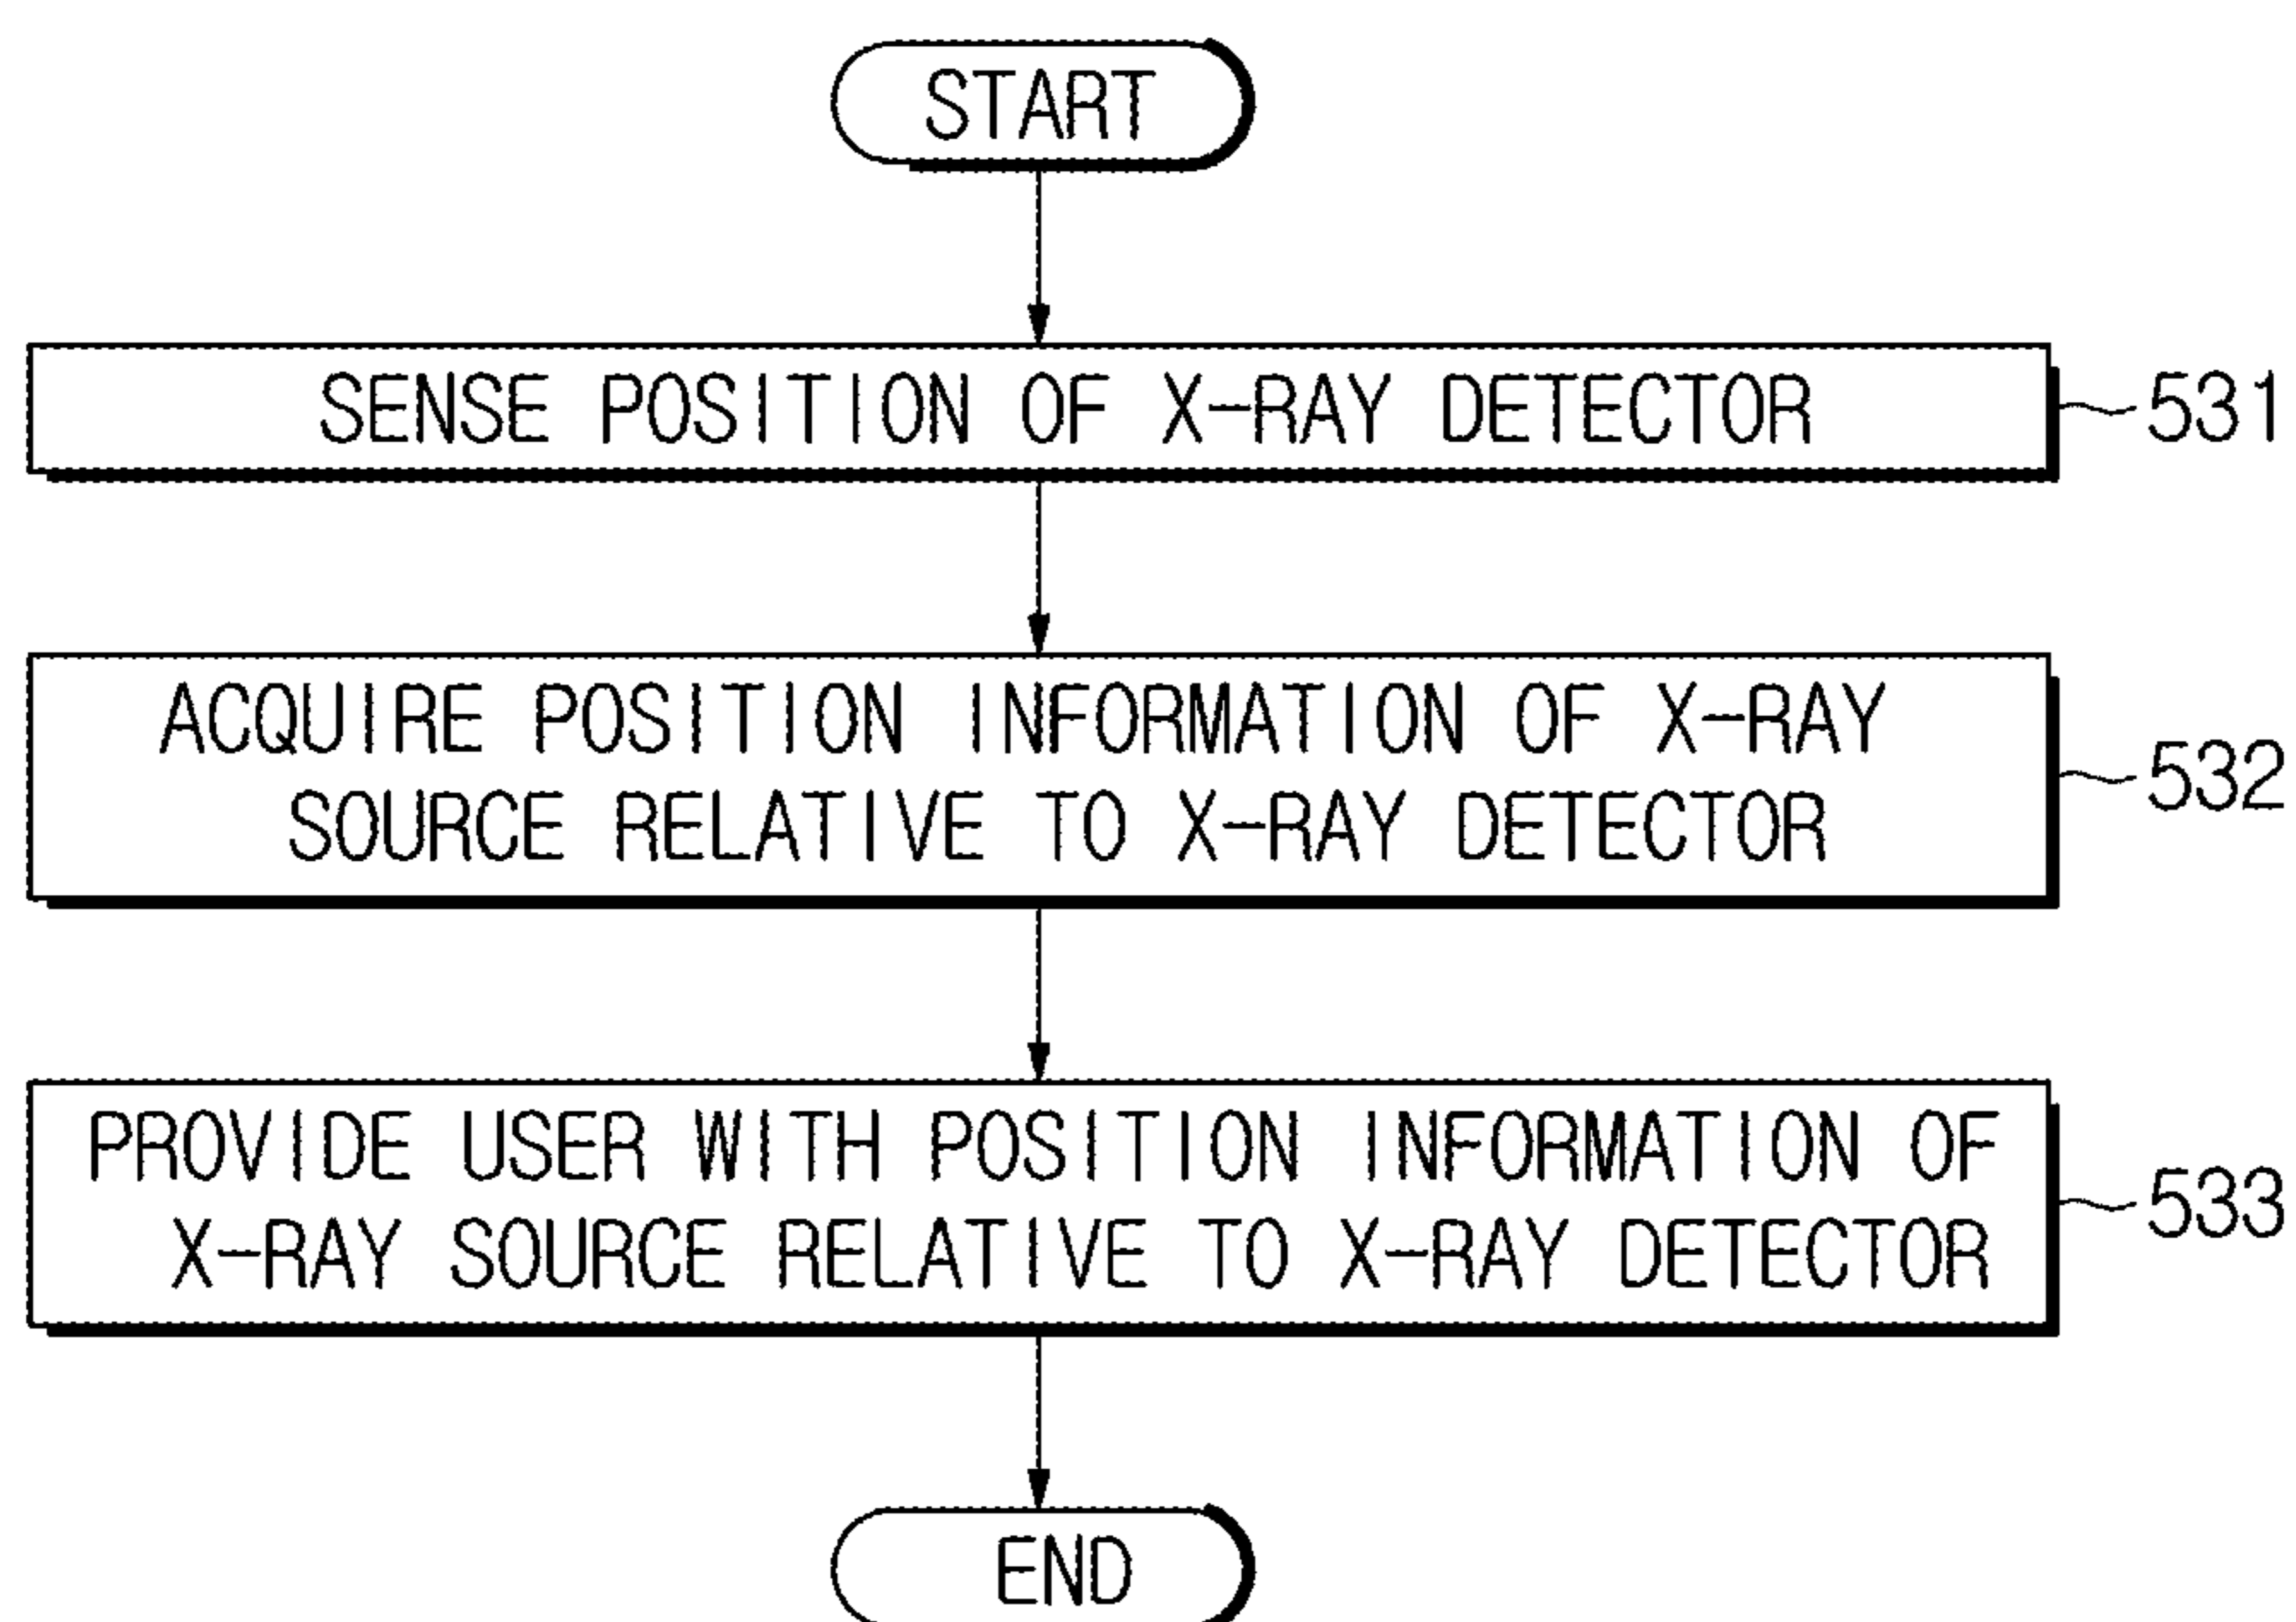 START
SENSE POSITION OF X-RAY DETECTOR
531
ACQUIRE POSITION INFORMATION OF X-RAY
SOURCE RELATIVE TO X-RAY DETECTOR
532
PROVIDE USER WITH POSITION INFORMATION OF
X-RAY SOURCE RELATIVE TO X-RAY DETECTOR
533
END